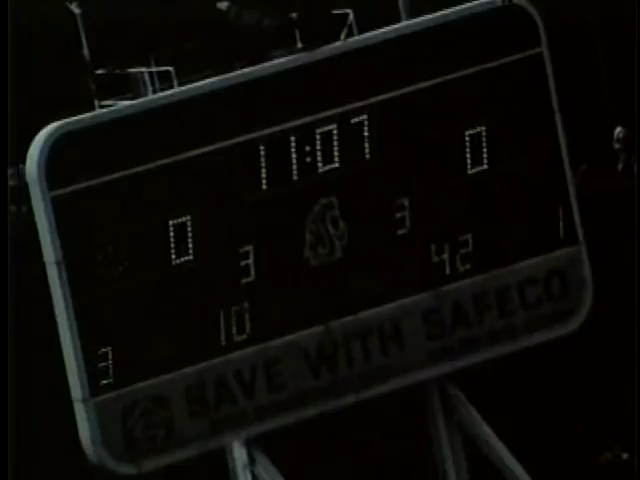 11:07
0 0
3 3
10 42 1
3
SAVE WITH SAFECO